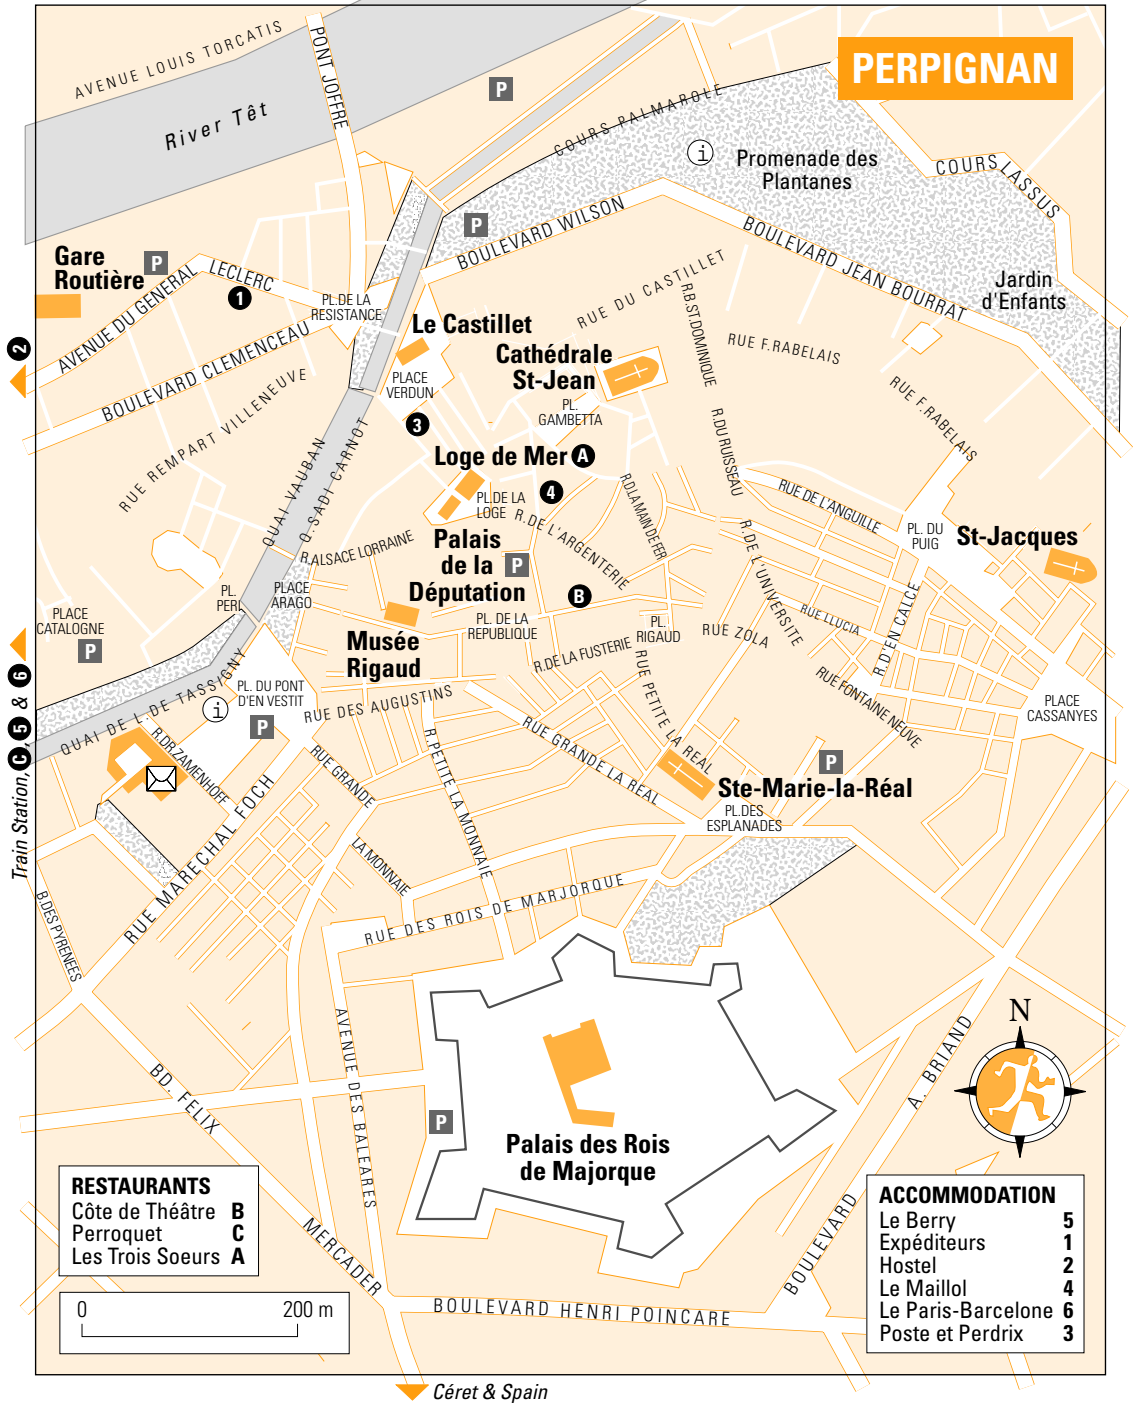 PERPIGNAN
AVENUE LOUIS TORCATIS
PONT JOFFRE
River Têt
P
COURS PALMAROLE
i
Promenade des
Plantanes
COURS LASSUS
P
BOULEVARD WILSON
BOULEVARD JEAN BOURRAT
Jardin
d'Enfants
Gare
Routière
P
AVENUE DU GENERAL LECLERC
1
PL.DE LA
RESISTANCE
BOULEVARD CLEMENCEAU
2
RUE REMPART VILLENEUVE
Le Castillet
RUE DU CASTILLET
R.B.ST.DOMINIQUE
RUE F.RABELAIS
RUE F.RABELAIS
Cathédrale
St-Jean
PLACE
VERDUN
PL.
GAMBETTA
3
R.DU RUISSEAU
QUAI VAUBAN
Q.SADI CARNOT
Loge de Mer A
4
PL.DE LA
LOGE
R.D.LA MAIN DE FER
RUE DE L'ANGUILLE
PL. DU
PUIG
St-Jacques
R.DE L'ARGENTERIE
R.ALSACE LORRAINE
Palais
de la
Députation
P
B
R.DE L'UNIVERSITE
PL.
PERI
PLACE
ARAGO
PLACE
CATALOGNE
P
PL. DE LA
REPUBLIQUE
PL.
RIGAUD
RUE ZOLA
RUE LLUCIA
R.D'EN CALCE
Musée
Rigaud
R.DE LA FUSTERIE
RUE PETITE LA REAL
RUE FONTAINE NEUVE
PLACE
CASSANYES
Train Station, C, 5 & 6
QUAI DE L. DE TASSIGNY
PL. DU PONT
D'EN VESTIT
i
P
RUE DES AUGUSTINS
R.PETITE LA MONNAIE
RUE GRANDE LA REAL
R.DR.ZAMENHOFF
RUE GRANDE
LA MONNAIE
P
Ste-Marie-la-Réal
PL.DES
ESPLANADES
RUE MARECHAL FOCH
B.DES PYRENEES
RUE DES ROIS DE MARJORQUE
AVENUE DES BALEARES
N
A. BRIAND
BOULEVARD
BD. FELIX
MERCADER
P
Palais des Rois
de Majorque
BOULEVARD HENRI POINCARE
RESTAURANTS
Côte de Théâtre B
Perroquet C
Les Trois Soeurs A
0 200 m
ACCOMMODATION
Le Berry 5
Expéditeurs 1
Hostel 2
Le Maillol 4
Le Paris-Barcelone 6
Poste et Perdrix 3
Céret & Spain